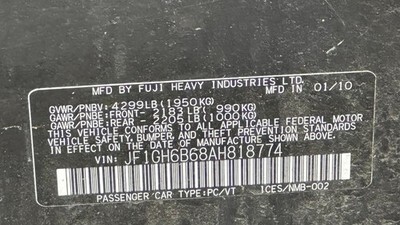 MFD BY FUJI HEAVY INDUSTRIES LTD.
MFD IN 01/10
GVWR/PNBV: 4299LB (1950KG)
GAWR/PNBE: FRONT- 2183LB ( 990KG)
GAWR/PNBE: REAR - 2205LB (1000KG)
THIS VEHICLE CONFORMS TO ALL APPLICABLE FEDERAL MOTOR
VEHICLE SAFETY, BUMPER, AND THEFT PREVENTION
STANDARDS IN EFFECT ON THE DATE OF MANUFACTURE
SHOWN ABOVE.
VIN: JF1GH6B68AH818774
PASSENGER CAR TYPE: PC/VT ICES/NMB-002